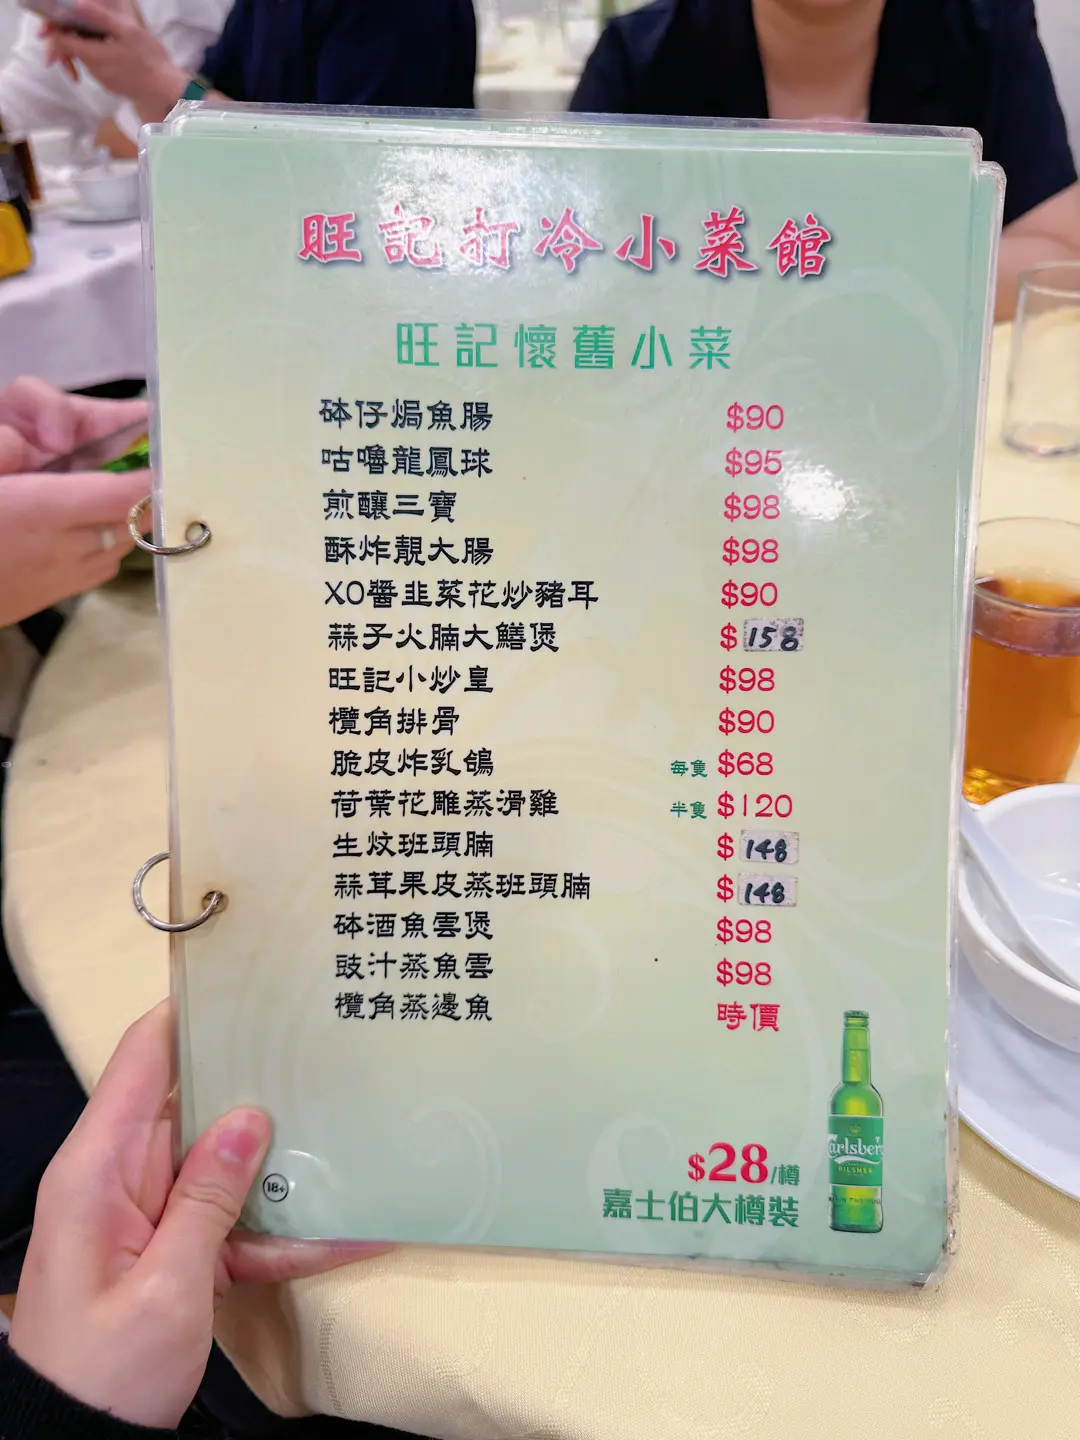 旺記打冷小菜館
旺記懷舊小菜
砵仔焗魚腸 $90
咕嚕龍鳳球 $95
煎釀三寶 $98
酥炸靚大腸 $98
XO醬韭菜花炒豬耳 $90
蒜子火腩大鱔煲 $158
旺記小炒皇 $98
欖角排骨 $90
脆皮炸乳鴿 每隻 $68
荷葉花雕蒸滑雞 半隻 $120
生炆班頭腩 $148
蒜茸果皮蒸班頭腩 $148
砵酒魚雲煲 $98
豉汁蒸魚雲 $98
欖角蒸邊魚 時價
$28/樽
嘉士伯大樽裝
18+
Carlsberg
PILSNER